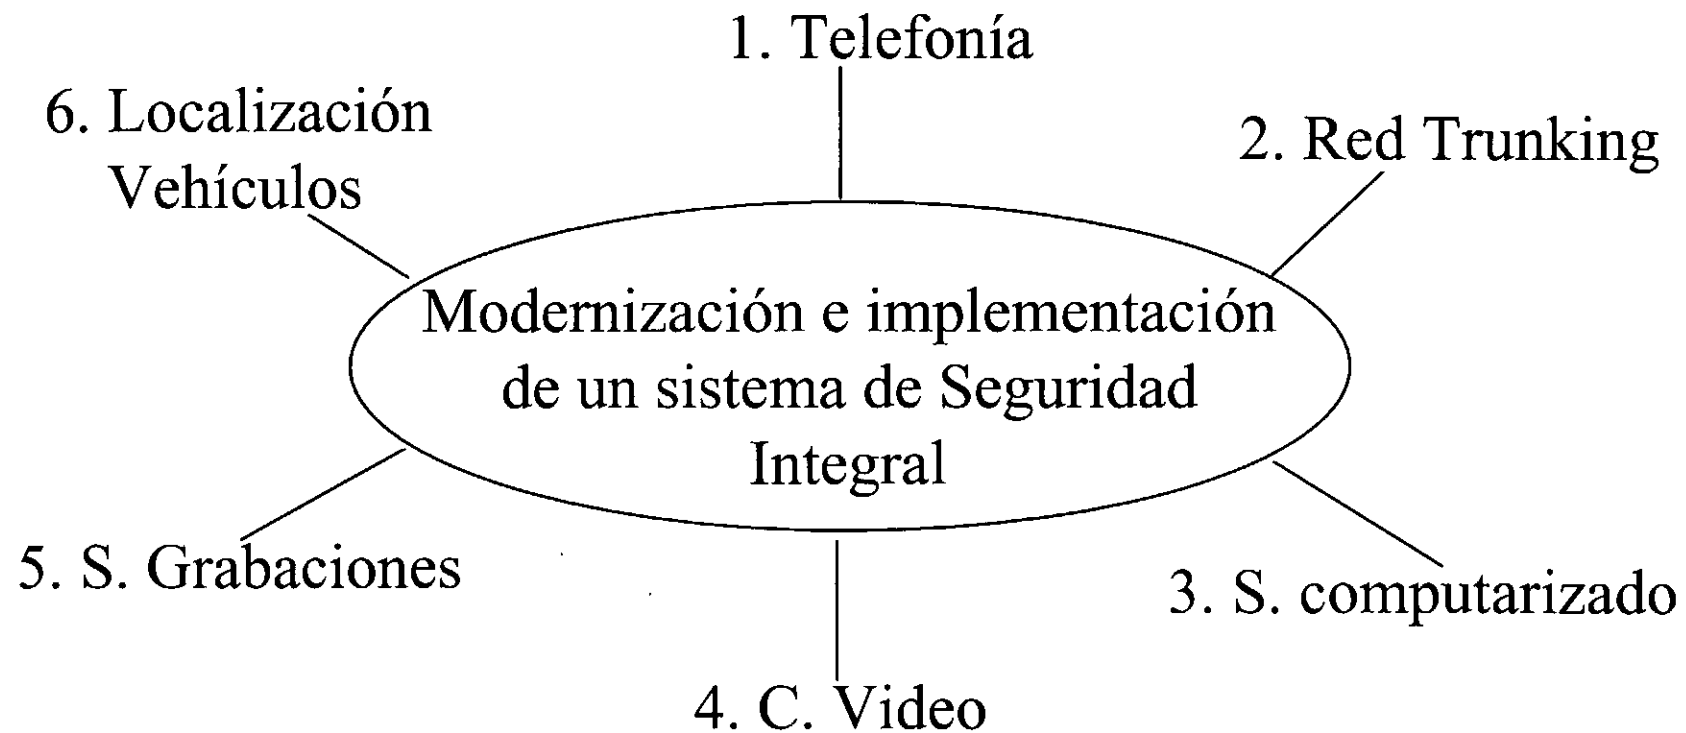 1. Telefonía
2. Red Trunking
6. Localización
Vehículos
Modernización e implementación
de un sistema de Seguridad
Integral
3. S. computarizado
4. C. Video
5. S. Grabaciones